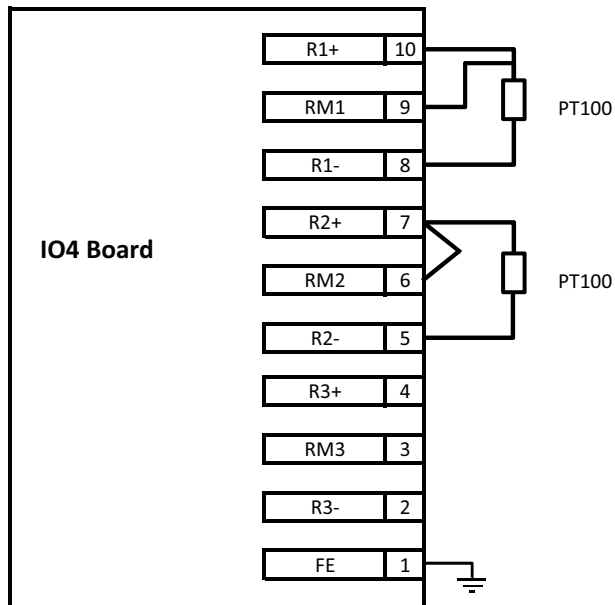 R1+ 10
RM1 9
PT100
R1- 8
R2+ 7
IO4 Board
RM2 6
PT100
R2- 5
R3+ 4
RM3 3
R3- 2
FE 1